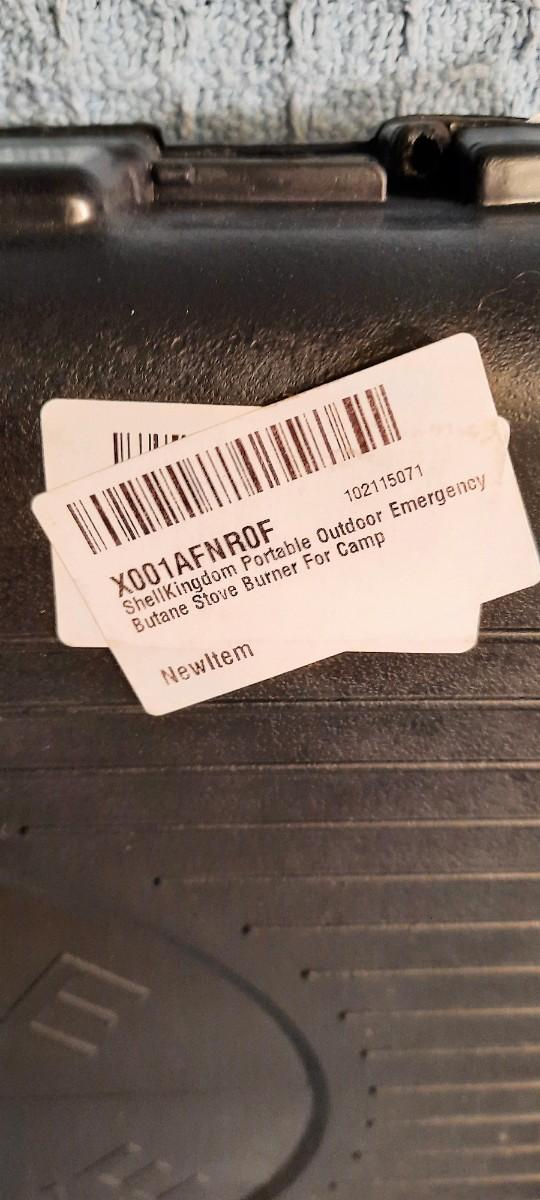 102115071
X001AFNR0F
ShellKingdom Portable Outdoor Emergency
Butane Stove Burner For Camp
NewItem